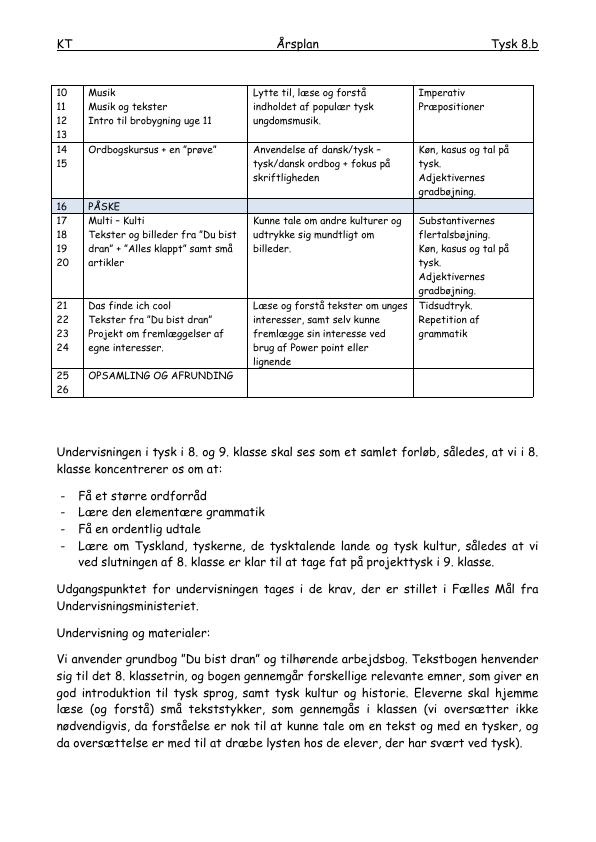 KT Årsplan Tysk 8.b
10 Musik Lytte til, læse og forstå Imperativ
11 Musik og tekster indholdet af populær tysk Præpositioner
12 Intro til brobygning uge 11 ungdomsmusik.
13
14 Ordbogskursus + en ”prøve” Anvendelse af dansk/tysk – Køn, kasus og tal på
15 tysk/dansk ordbog + fokus på tysk.
skriftligheden Adjektivernes
gradbøjning.
16 PÅSKE
17 Multi – Kulti Kunne tale om andre kulturer og Substantivernes
18 Tekster og billeder fra ”Du bist udtrykke sig mundtligt om flertalsbøjning.
19 dran” + ”Alles klappt” samt små billeder. Køn, kasus og tal på
20 artikler tysk.
Adjektivernes
gradbøjning.
21 Das finde ich cool Læse og forstå tekster om unges Tidsudtryk.
22 Tekster fra ”Du bist dran” interesser, samt selv kunne Repetition af
23 Projekt om fremlæggelser af fremlægge sin interesse ved grammatik
24 egne interesser. brug af Power point eller
lignende
25 OPSAMLING OG AFRUNDING
26
Undervisningen i tysk i 8. og 9. klasse skal ses som et samlet forløb, således, at vi i 8.
klasse koncentrerer os om at:
- Få et større ordforråd
- Lære den elementære grammatik
- Få en ordentlig udtale
- Lære om Tyskland, tyskerne, de tysktalende lande og tysk kultur, således at vi
ved slutningen af 8. klasse er klar til at tage fat på projekttysk i 9. klasse.
Udgangspunktet for undervisningen tages i de krav, der er stillet i Fælles Mål fra
Undervisningsministeriet.
Undervisning og materialer:
Vi anvender grundbog ”Du bist dran” og tilhørende arbejdsbog. Tekstbogen henvender
sig til det 8. klassetrin, og bogen gennemgår forskellige relevante emner, som giver en
god introduktion til tysk sprog, samt tysk kultur og historie. Eleverne skal hjemme
læse (og forstå) små tekststykker, som gennemgås i klassen (vi oversætter ikke
nødvendigvis, da forståelse er nok til at kunne tale om en tekst og med en tysker, og
da oversættelse er med til at dræbe lysten hos de elever, der har svært ved tysk).